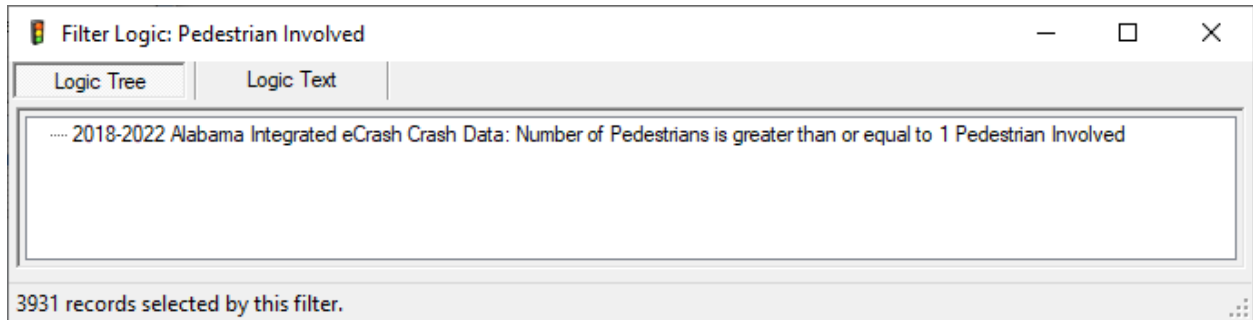 Filter Logic: Pedestrian Involved
Logic Tree
Logic Text
2018-2022 Alabama Integrated eCrash Crash Data: Number of Pedestrians is greater than or equal to 1 Pedestrian Involved
3931 records selected by this filter.